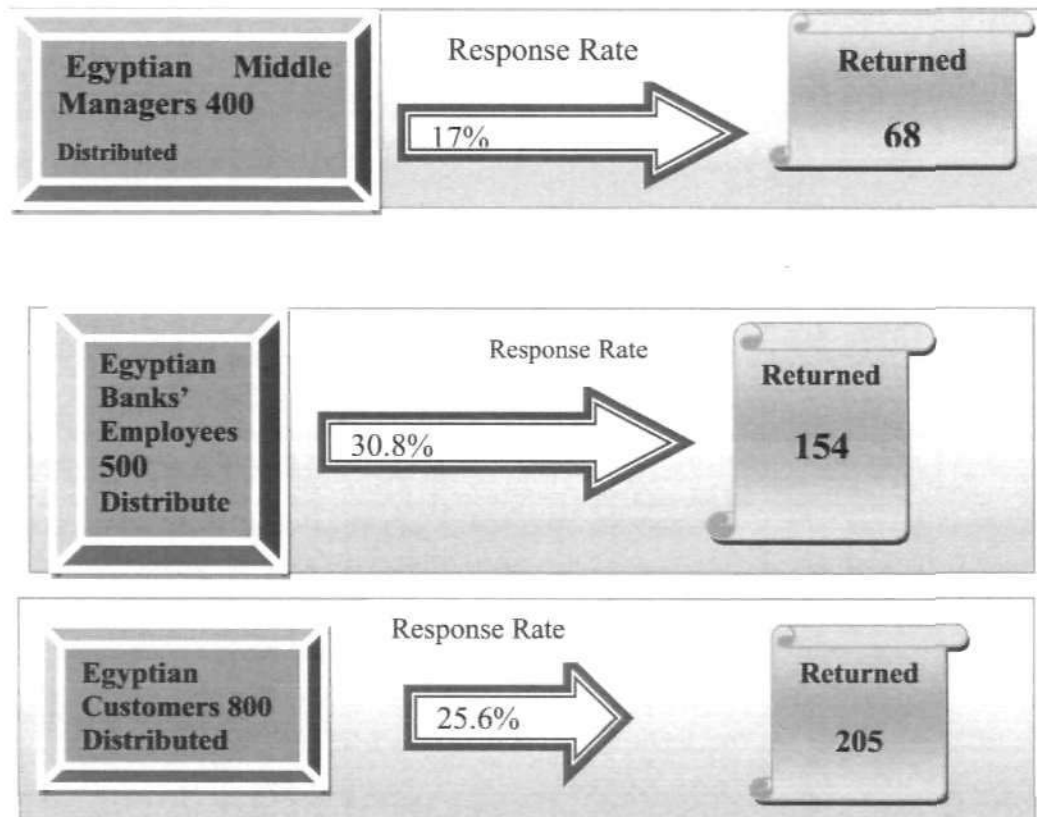 Egyptian Middle
Managers 400
Distributed
Response Rate
17%
Returned
68
Egyptian
Banks’
Employees
500
Distribute
Response Rate
30.8%
Returned
154
Egyptian
Customers 800
Distributed
Response Rate
25.6%
Returned
205